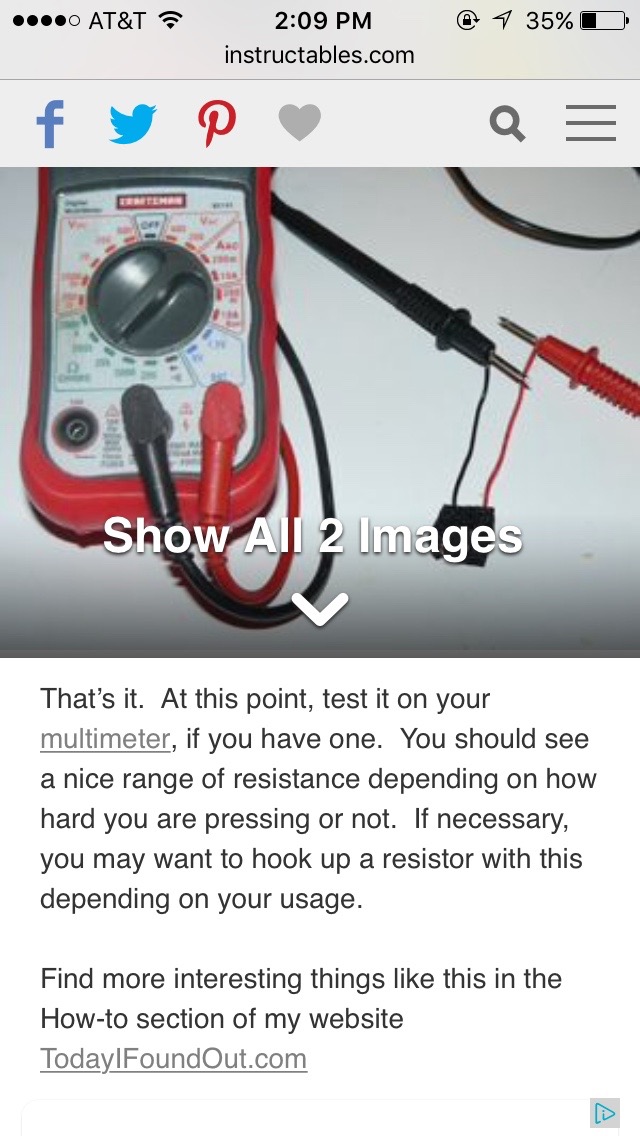 AT&T 2:09 PM 35%
instructables.com
CRAFTSMAN
OFF
Show All 2 Images
That’s it.  At this point, test it on your
multimeter, if you have one.  You should see
a nice range of resistance depending on how
hard you are pressing or not.  If necessary,
you may want to hook up a resistor with this
depending on your usage.
Find more interesting things like this in the
How-to section of my website
TodayIFoundOut.com